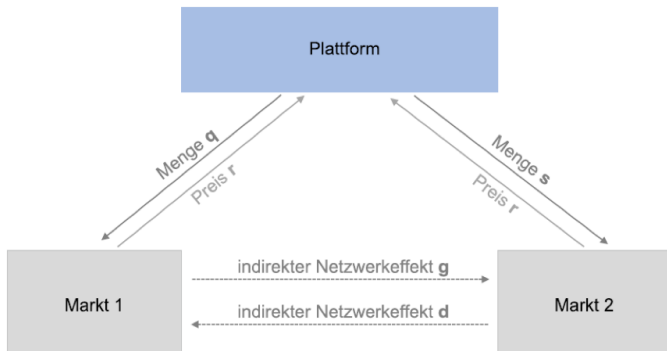 Plattform
Menge q
Preis r
Menge s
Preis r
indirekter Netzwerkeffekt g
Markt 1
Markt 2
indirekter Netzwerkeffekt d